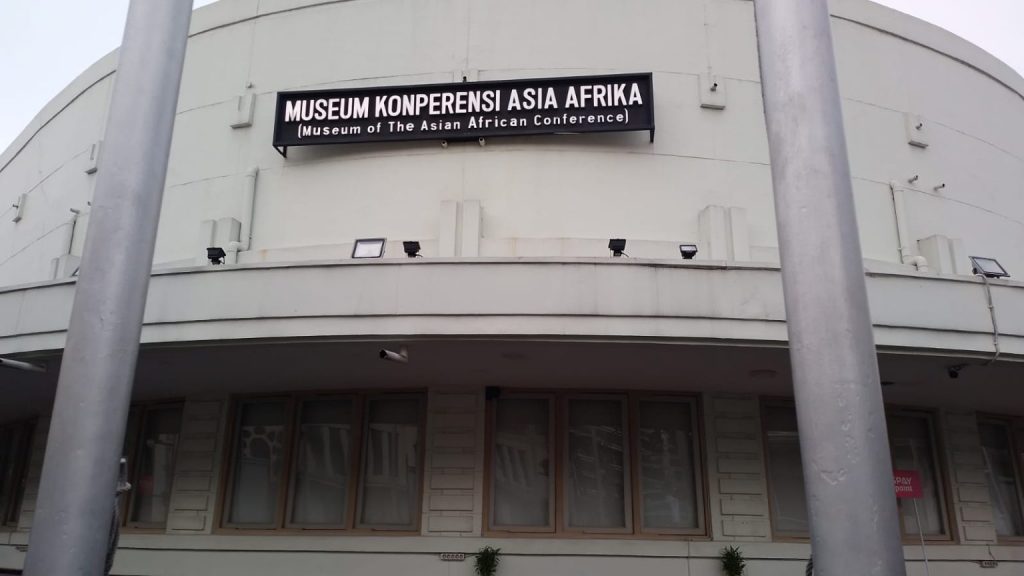 MUSEUM KONPERENSI ASIA AFRIKA
(Museum of The Asian African Conference)